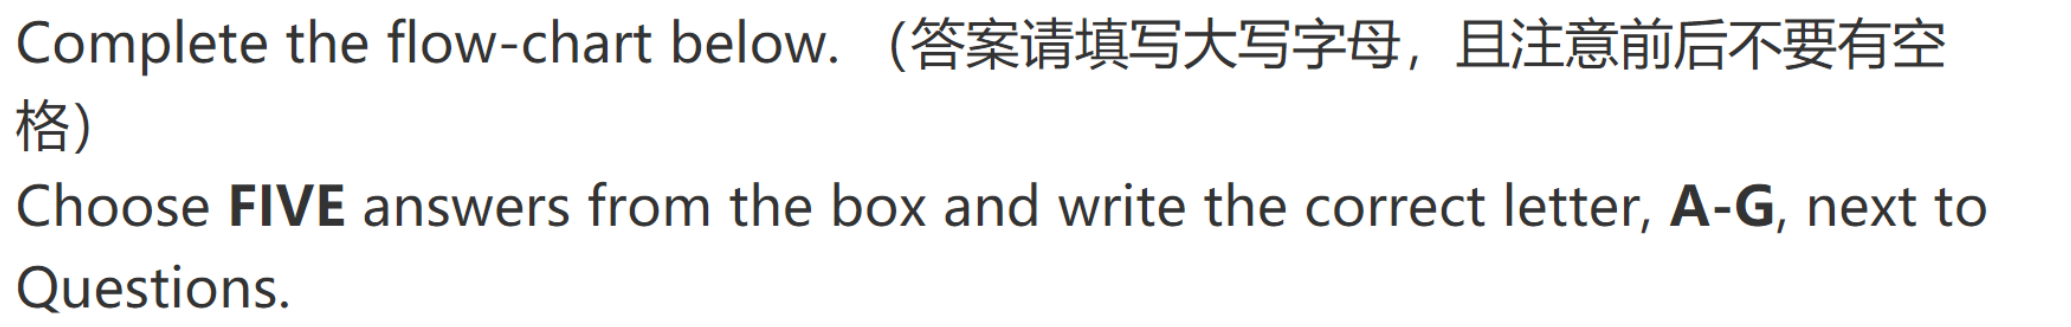 Complete the flow-chart below. （答案请填写大写字母，且注意前后不要有空
格）
Choose FIVE answers from the box and write the correct letter, A-G, next to
Questions.